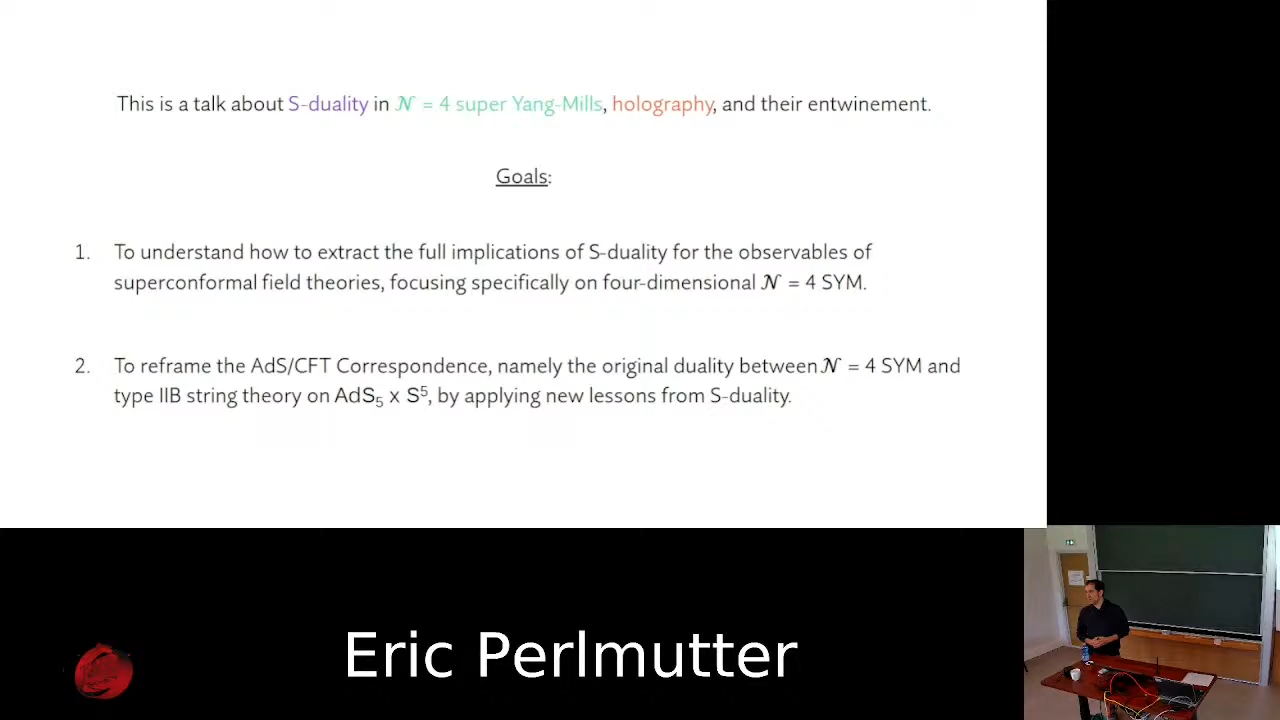 This is a talk about S-duality in 𝒩 = 4 super Yang-Mills, holography, and their entwinement.
Goals:
1. To understand how to extract the full implications of S-duality for the observables of
superconformal field theories, focusing specifically on four-dimensional 𝒩 = 4 SYM.
2. To reframe the AdS/CFT Correspondence, namely the original duality between 𝒩 = 4 SYM and
type IIB string theory on AdS₅ x S⁵, by applying new lessons from S-duality.
Eric Perlmutter